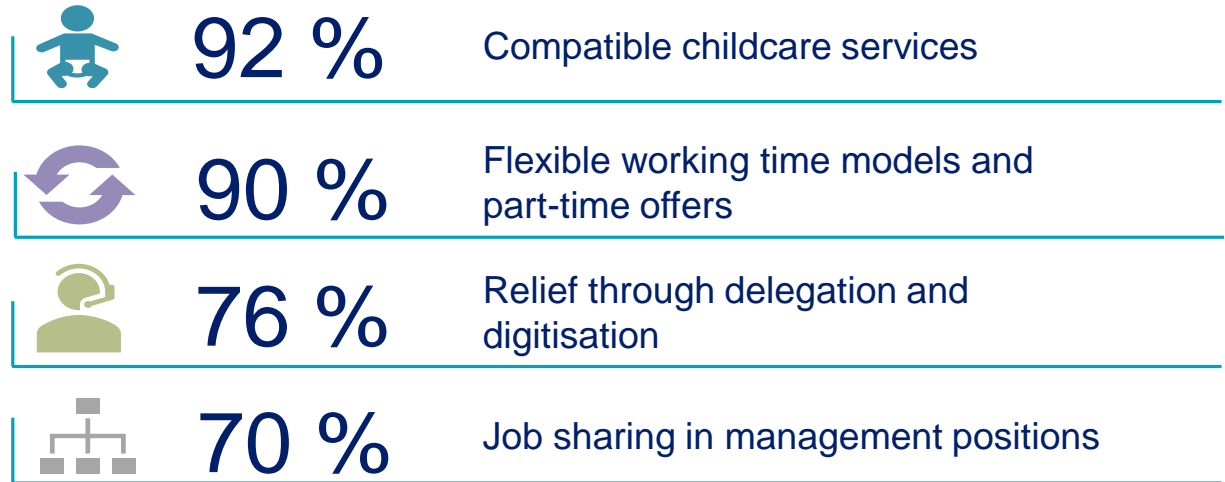 92 %
Compatible childcare services
90 %
Flexible working time models and
part-time offers
76 %
Relief through delegation and
digitisation
70 %
Job sharing in management positions